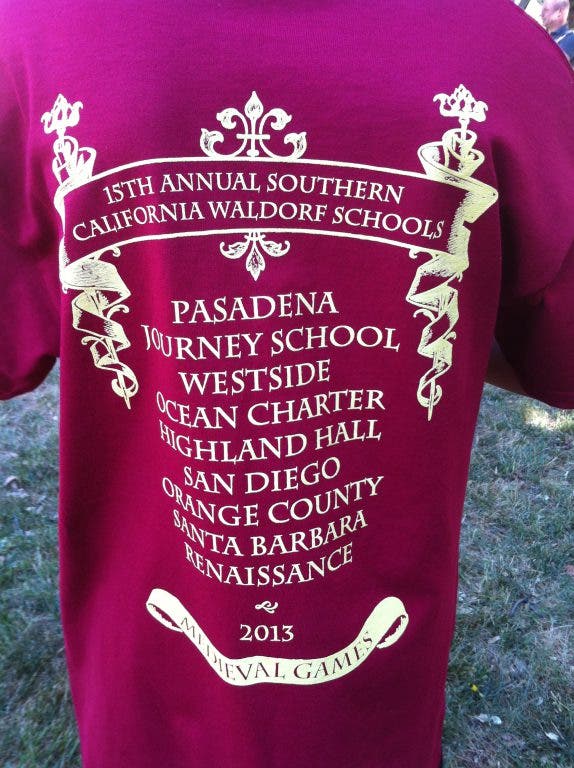 15TH ANNUAL SOUTHERN
CALIFORNIA WALDORF SCHOOLS
PASADENA
JOURNEY SCHOOL
WESTSIDE
OCEAN CHARTER
HIGHLAND HALL
SAN DIEGO
ORANGE COUNTY
SANTA BARBARA
RENAISSANCE
2013
MEDIEVAL GAMES